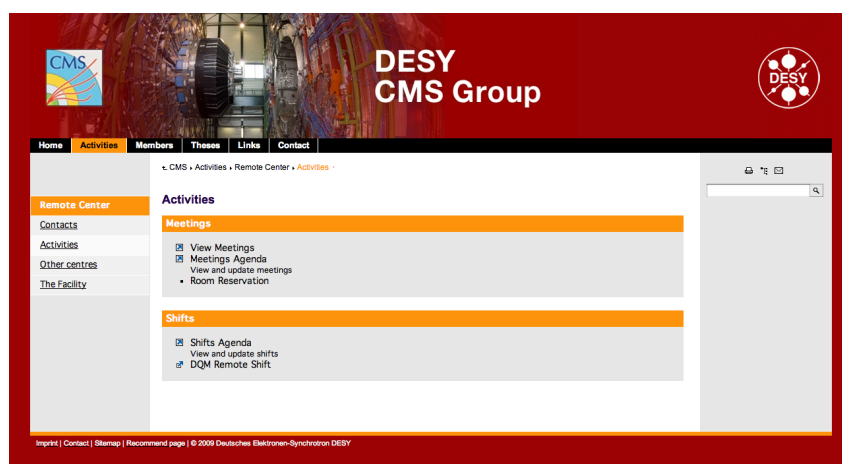 CMS
DESY
CMS Group
DESY
Home Activities Members Theses Links Contact
CMS Activities Remote Center Activities
Remote Center
Contacts
Activities
Other centres
The Facility
Activities
Meetings
View Meetings
Meetings Agenda
View and update meetings
Room Reservation
Shifts
Shifts Agenda
View and update shifts
DQM Remote Shift
Imprint | Contact | Sitemap | Recommend page | © 2009 Deutsches Elektronen-Synchrotron DESY